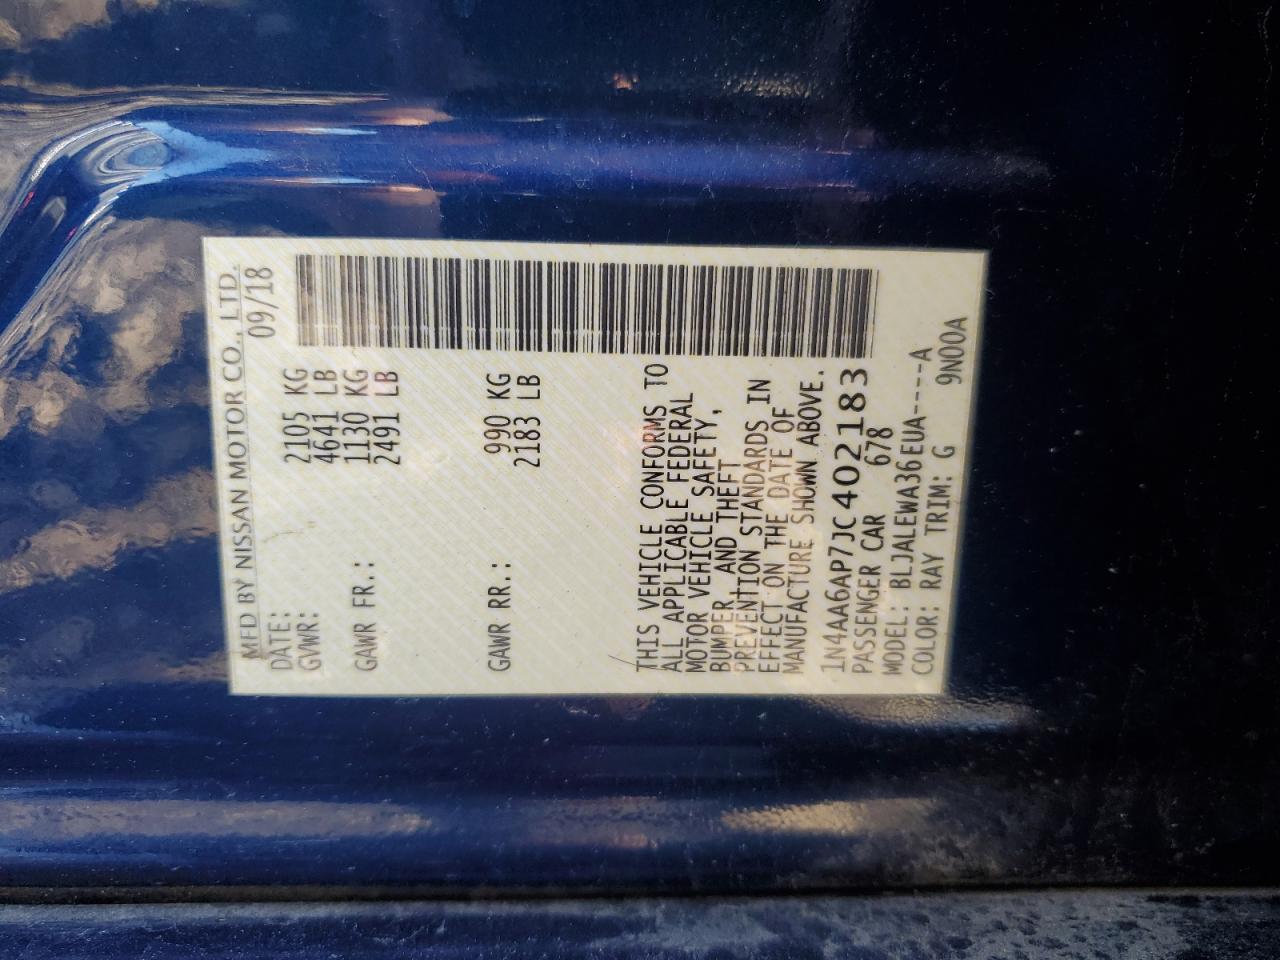 MFD BY NISSAN MOTOR CO., LTD.
DATE: 09/18
GVWR: 2105 KG
4641 LB
GAWR FR.: 1130 KG
2491 LB
GAWR RR.: 990 KG
2183 LB
THIS VEHICLE CONFORMS TO
ALL APPLICABLE FEDERAL
MOTOR VEHICLE SAFETY,
BUMPER, AND THEFT
PREVENTION STANDARDS IN
EFFECT ON THE DATE OF
MANUFACTURE SHOWN ABOVE.
1N4AA6AP7JC402183
PASSENGER CAR 678
MODEL: BLJALEWA36EUA-----A
COLOR: RAY TRIM: G 9N00A